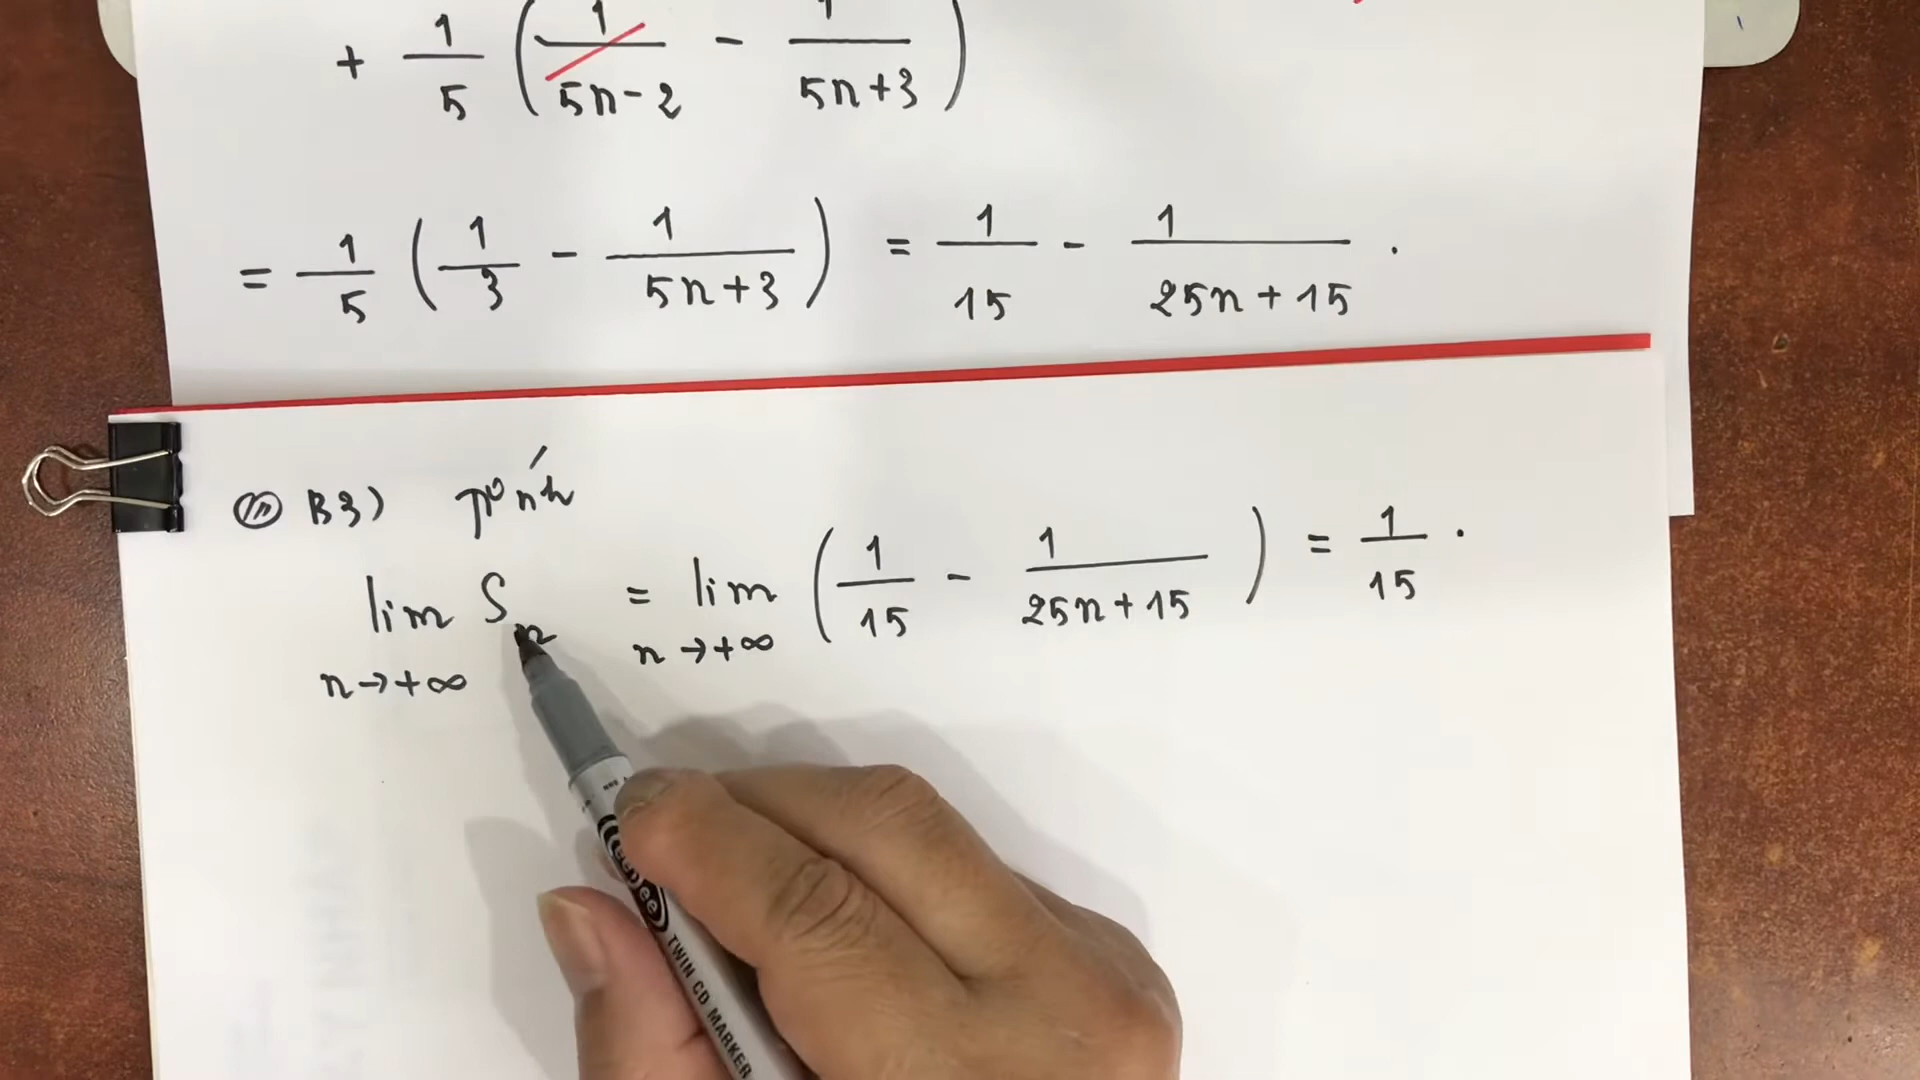 + 1/5 ( 1/(5n-2) - 1/(5n+3) )
= 1/5 ( 1/3 - 1/(5n+3) ) = 1/15 - 1/(25n+15) .
B3) Tính
lim S_n = lim ( 1/15 - 1/(25n+15) ) = 1/15 .
n→+∞ n→+∞
TWIN CD MARKER